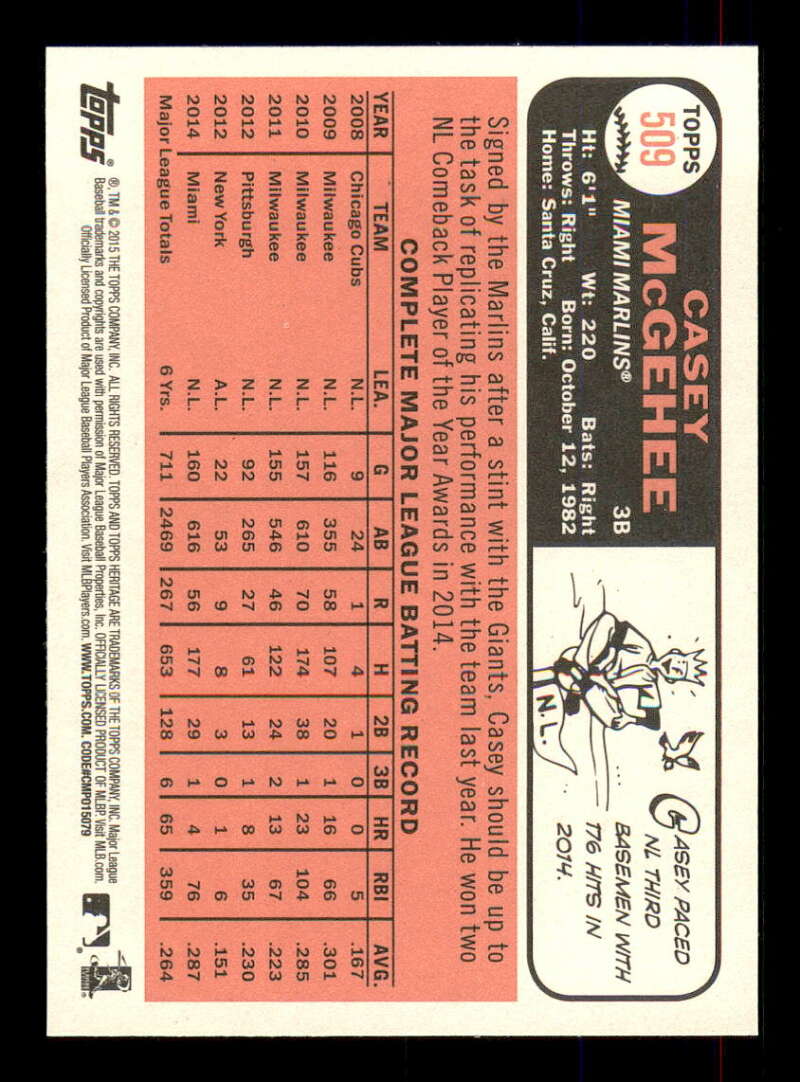 TOPPS
509
CASEY
McGEHEE
MIAMI MARLINS® 3B
Ht: 6'1" Wt: 220 Bats: Right
Throws: Right Born: October 12, 1982
Home: Santa Cruz, Calif.
N.L.
CASEY PACED
NL THIRD
BASEMEN WITH
176 HITS IN
2014.
Signed by the Marlins after a stint with the Giants, Casey should be up to
the task of replicating his performance with the team last year. He won two
NL Comeback Player of the Year Awards in 2014.
COMPLETE MAJOR LEAGUE BATTING RECORD
YEAR TEAM LEA. G AB R H 2B 3B HR RBI AVG.
2008 Chicago Cubs N.L. 9 24 1 4 1 0 0 5 .167
2009 Milwaukee N.L. 116 355 58 107 20 1 16 66 .301
2010 Milwaukee N.L. 157 610 70 174 38 1 23 104 .285
2011 Milwaukee N.L. 155 546 46 122 24 2 13 67 .223
2012 Pittsburgh N.L. 92 265 27 61 13 1 8 35 .230
2012 New York A.L. 22 53 9 8 3 0 1 6 .151
2014 Miami N.L. 160 616 56 177 29 1 4 76 .287
Major League Totals 6 Yrs. 711 2469 267 653 128 6 65 359 .264
topps®
®, TM & © 2015 THE TOPPS COMPANY, INC. ALL RIGHTS RESERVED. TOPPS AND TOPPS HERITAGE ARE TRADEMARKS OF THE TOPPS COMPANY, INC. Major League
Baseball trademarks and copyrights are used with permission of Major League Baseball Properties, Inc. OFFICIALLY LICENSED PRODUCT OF MLBP. Visit MLB.com.
Officially Licensed Product of Major League Baseball Players Association. Visit MLBPlayers.com. WWW.TOPPS.COM. CODE#CMP015079